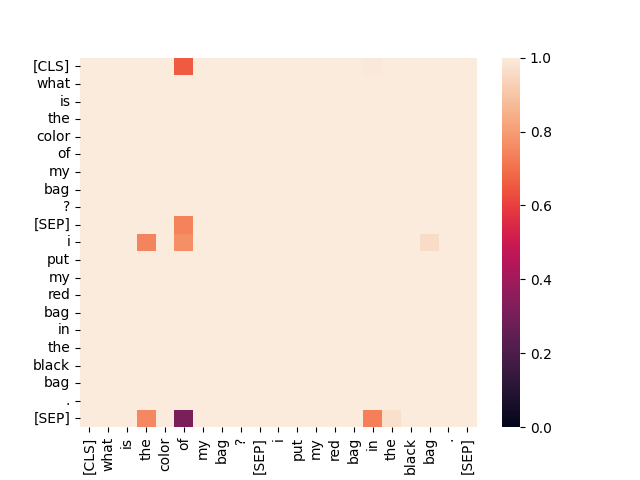 [CLS]
what
is
the
color
of
my
bag
?
[SEP]
i
put
my
red
bag
in
the
black
bag
.
[SEP]
[CLS] what is the color of my bag ? [SEP] i put my red bag in the black bag . [SEP]
1.0
0.8
0.6
0.4
0.2
0.0